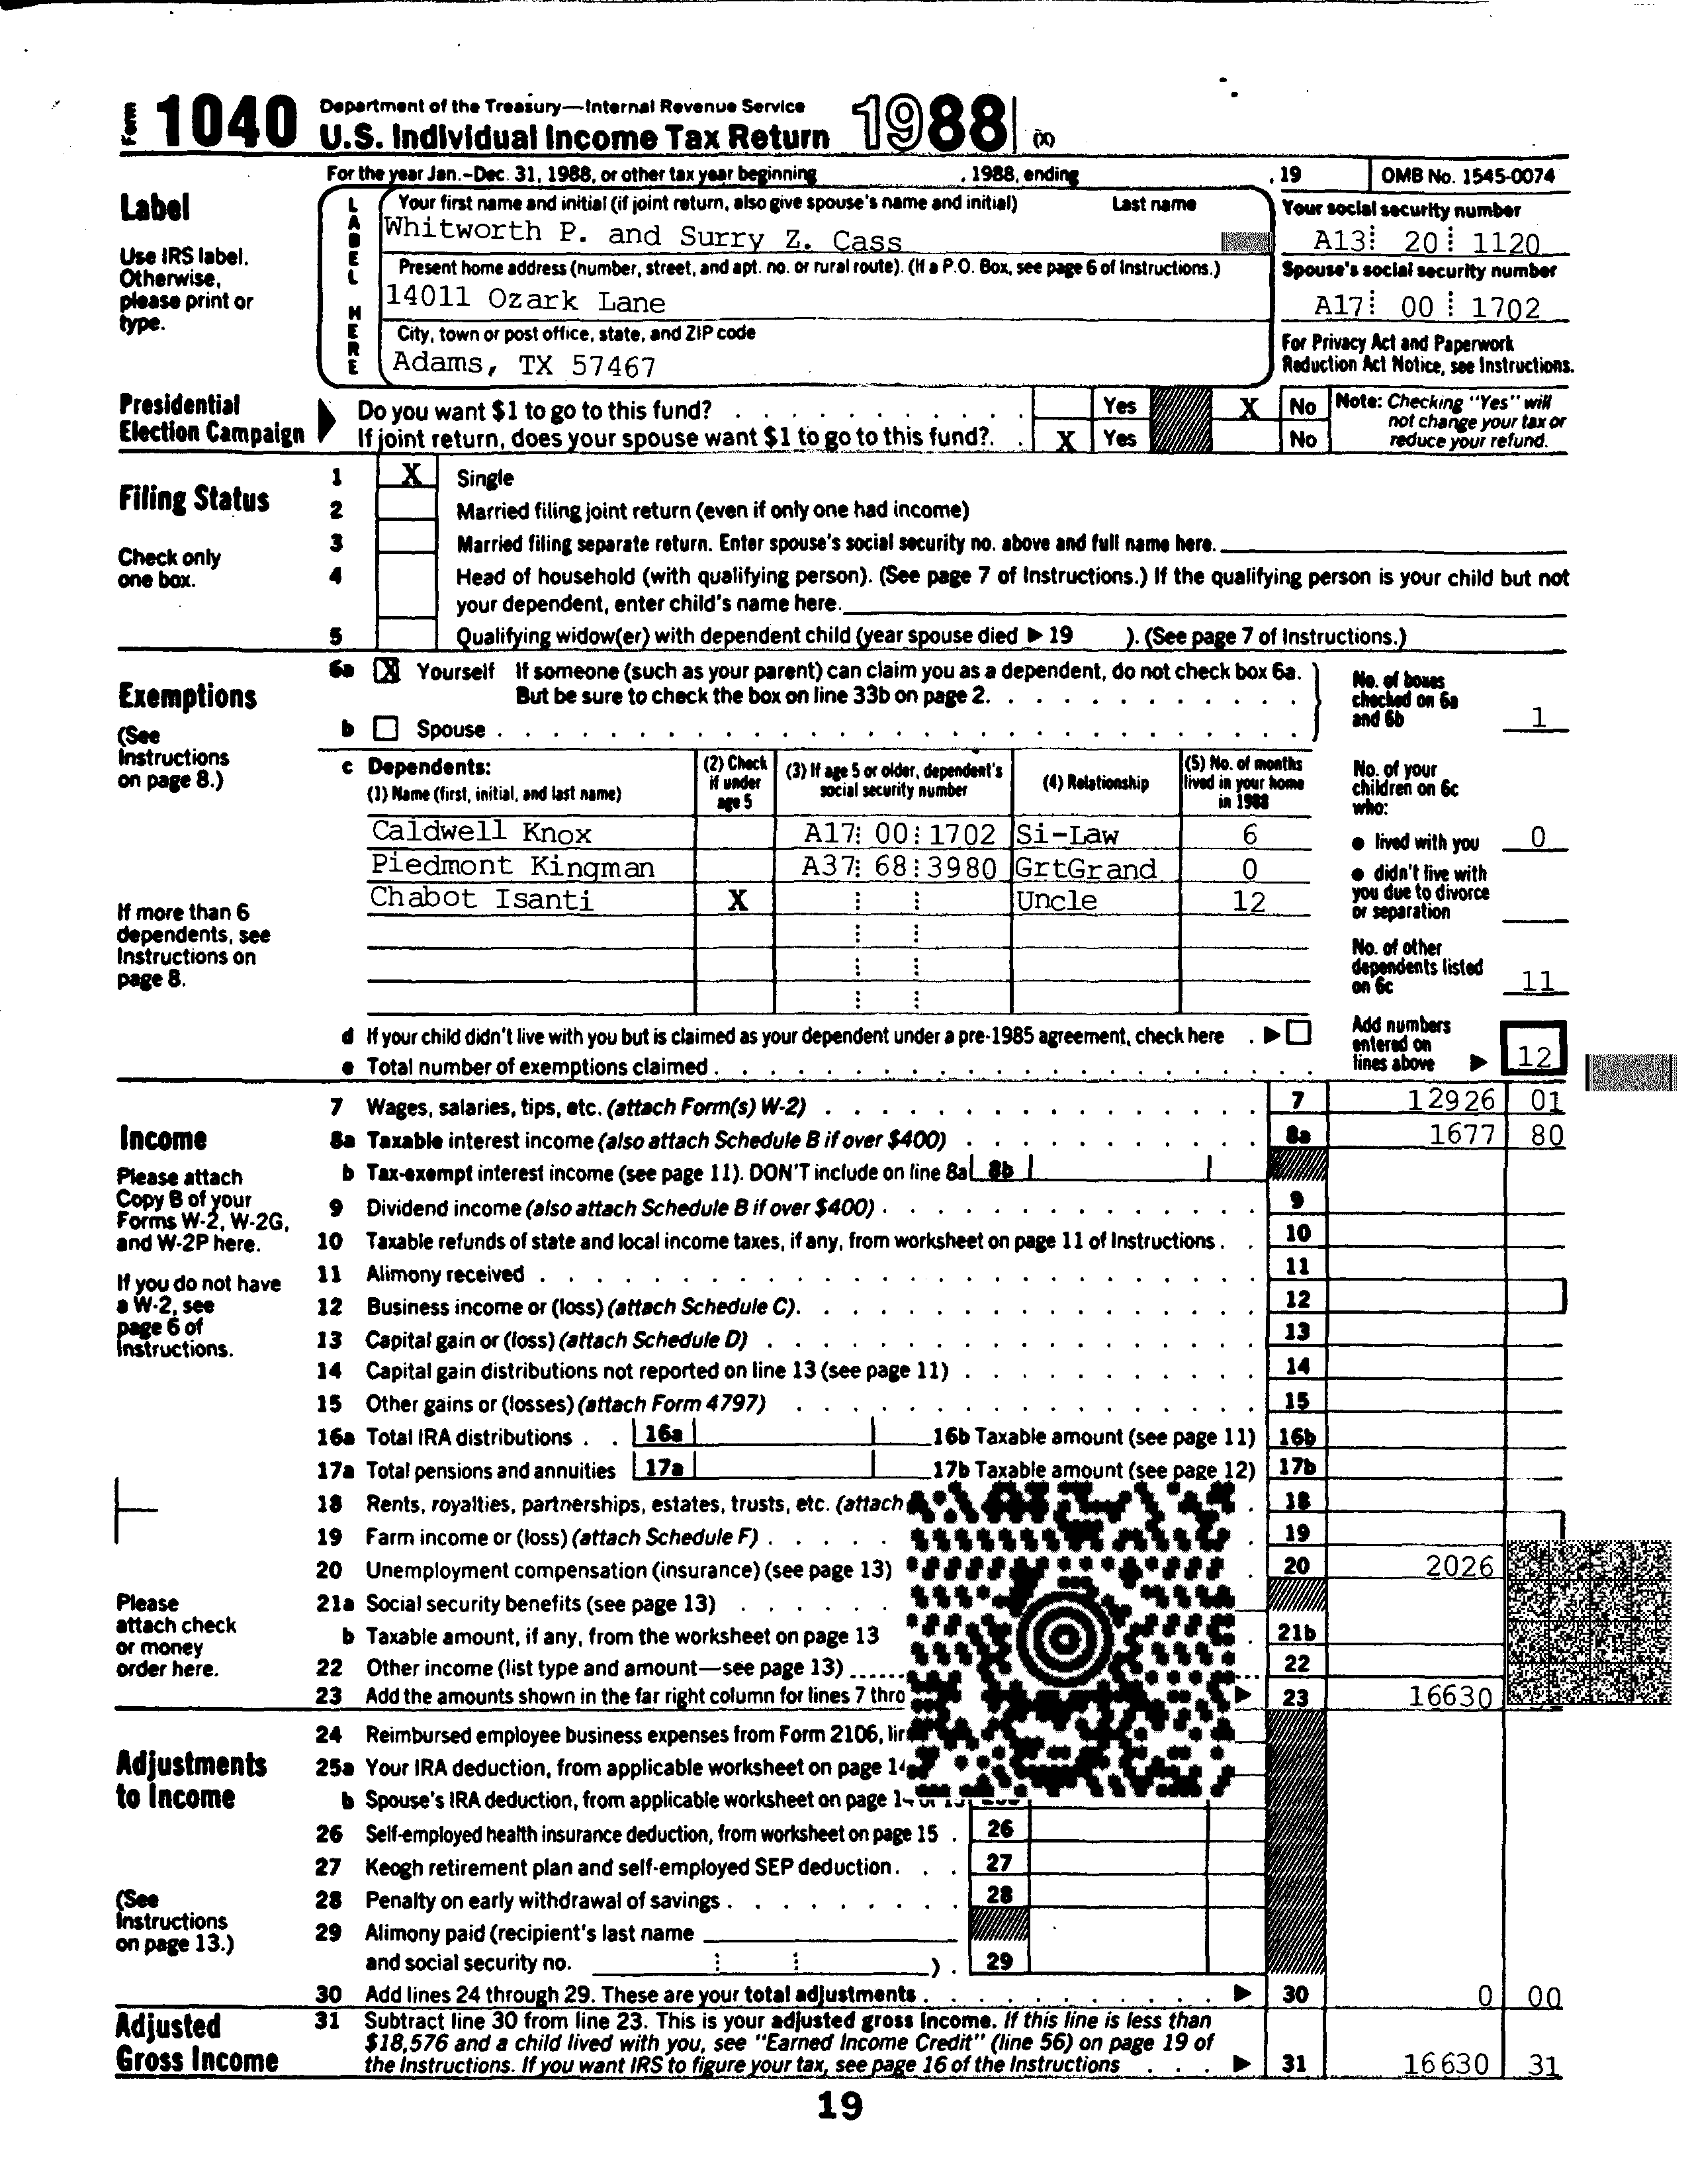 Form 1040 Department of the Treasury—Internal Revenue Service
U.S. Individual Income Tax Return 1988 (X)
For the year Jan.-Dec. 31, 1988, or other tax year beginning , 1988, ending , 19 OMB No. 1545-0074
Label
Use IRS label.
Otherwise,
please print or
type.
LABEL HERE
Your first name and initial (if joint return, also give spouse's name and initial) Last name
Whitworth P. and Surry Z. Cass
Your social security number
A13 20 1120
Present home address (number, street, and apt. no. or rural route). (If a P.O. Box, see page 6 of Instructions.)
14011 Ozark Lane
Spouse's social security number
A17 00 1702
City, town or post office, state, and ZIP code
Adams, TX 57467
For Privacy Act and Paperwork
Reduction Act Notice, see Instructions.
Presidential
Election Campaign
Do you want $1 to go to this fund? Yes X No
If joint return, does your spouse want $1 to go to this fund?. X Yes No
Note: Checking "Yes" will
not change your tax or
reduce your refund.
Filing Status
Check only
one box.
1 X Single
2 Married filing joint return (even if only one had income)
3 Married filing separate return. Enter spouse's social security no. above and full name here.
4 Head of household (with qualifying person). (See page 7 of Instructions.) If the qualifying person is your child but not
your dependent, enter child's name here.
5 Qualifying widow(er) with dependent child (year spouse died ▶ 19 ). (See page 7 of Instructions.)
Exemptions
(See
Instructions
on page 8.)
6a X Yourself If someone (such as your parent) can claim you as a dependent, do not check box 6a.
But be sure to check the box on line 33b on page 2.
b Spouse
No. of boxes
checked on 6a
and 6b 1
c Dependents:
(1) Name (first, initial, and last name)
(2) Check
if under
age 5
(3) If age 5 or older, dependent's
social security number
(4) Relationship
(5) No. of months
lived in your home
in 1988
Caldwell Knox A17 00 1702 Si-Law 6
Piedmont Kingman A37 68 3980 GrtGrand 0
Chabot Isanti X Uncle 12
If more than 6
dependents, see
Instructions on
page 8.
No. of your
children on 6c
who:
● lived with you 0
● didn't live with
you due to divorce
or separation
No. of other
dependents listed
on 6c 11
d If your child didn't live with you but is claimed as your dependent under a pre-1985 agreement, check here ▶
e Total number of exemptions claimed
Add numbers
entered on
lines above ▶ 12
Income
Please attach
Copy B of your
Forms W-2, W-2G,
and W-2P here.
If you do not have
a W-2, see
page 6 of
Instructions.
Please
attach check
or money
order here.
7 Wages, salaries, tips, etc. (attach Form(s) W-2) 7 12926 01
8a Taxable interest income (also attach Schedule B if over $400) 8a 1677 80
b Tax-exempt interest income (see page 11). DON'T include on line 8a 8b
9 Dividend income (also attach Schedule B if over $400) 9
10 Taxable refunds of state and local income taxes, if any, from worksheet on page 11 of Instructions 10
11 Alimony received 11
12 Business income or (loss) (attach Schedule C) 12
13 Capital gain or (loss) (attach Schedule D) 13
14 Capital gain distributions not reported on line 13 (see page 11) 14
15 Other gains or (losses) (attach Form 4797) 15
16a Total IRA distributions 16a 16b Taxable amount (see page 11) 16b
17a Total pensions and annuities 17a 17b Taxable amount (see page 12) 17b
18 Rents, royalties, partnerships, estates, trusts, etc. (attach 18
19 Farm income or (loss) (attach Schedule F) 19
20 Unemployment compensation (insurance) (see page 13) 20 2026
21a Social security benefits (see page 13)
b Taxable amount, if any, from the worksheet on page 13 21b
22 Other income (list type and amount—see page 13) 22
23 Add the amounts shown in the far right column for lines 7 ▶ 23 16630
Adjustments
to Income
(See
Instructions
on page 13.)
24 Reimbursed employee business expenses from Form 2106,
25a Your IRA deduction, from applicable worksheet on page
b Spouse's IRA deduction, from applicable worksheet on page
26 Self-employed health insurance deduction, from worksheet on page 15 26
27 Keogh retirement plan and self-employed SEP deduction 27
28 Penalty on early withdrawal of savings 28
29 Alimony paid (recipient's last name
and social security no. ) 29
30 Add lines 24 through 29. These are your total adjustments ▶ 30 0 00
Adjusted
Gross Income
31 Subtract line 30 from line 23. This is your adjusted gross income. If this line is less than
$18,576 and a child lived with you, see "Earned Income Credit" (line 56) on page 19 of
the Instructions. If you want IRS to figure your tax, see page 16 of the Instructions ▶ 31 16630 31
19